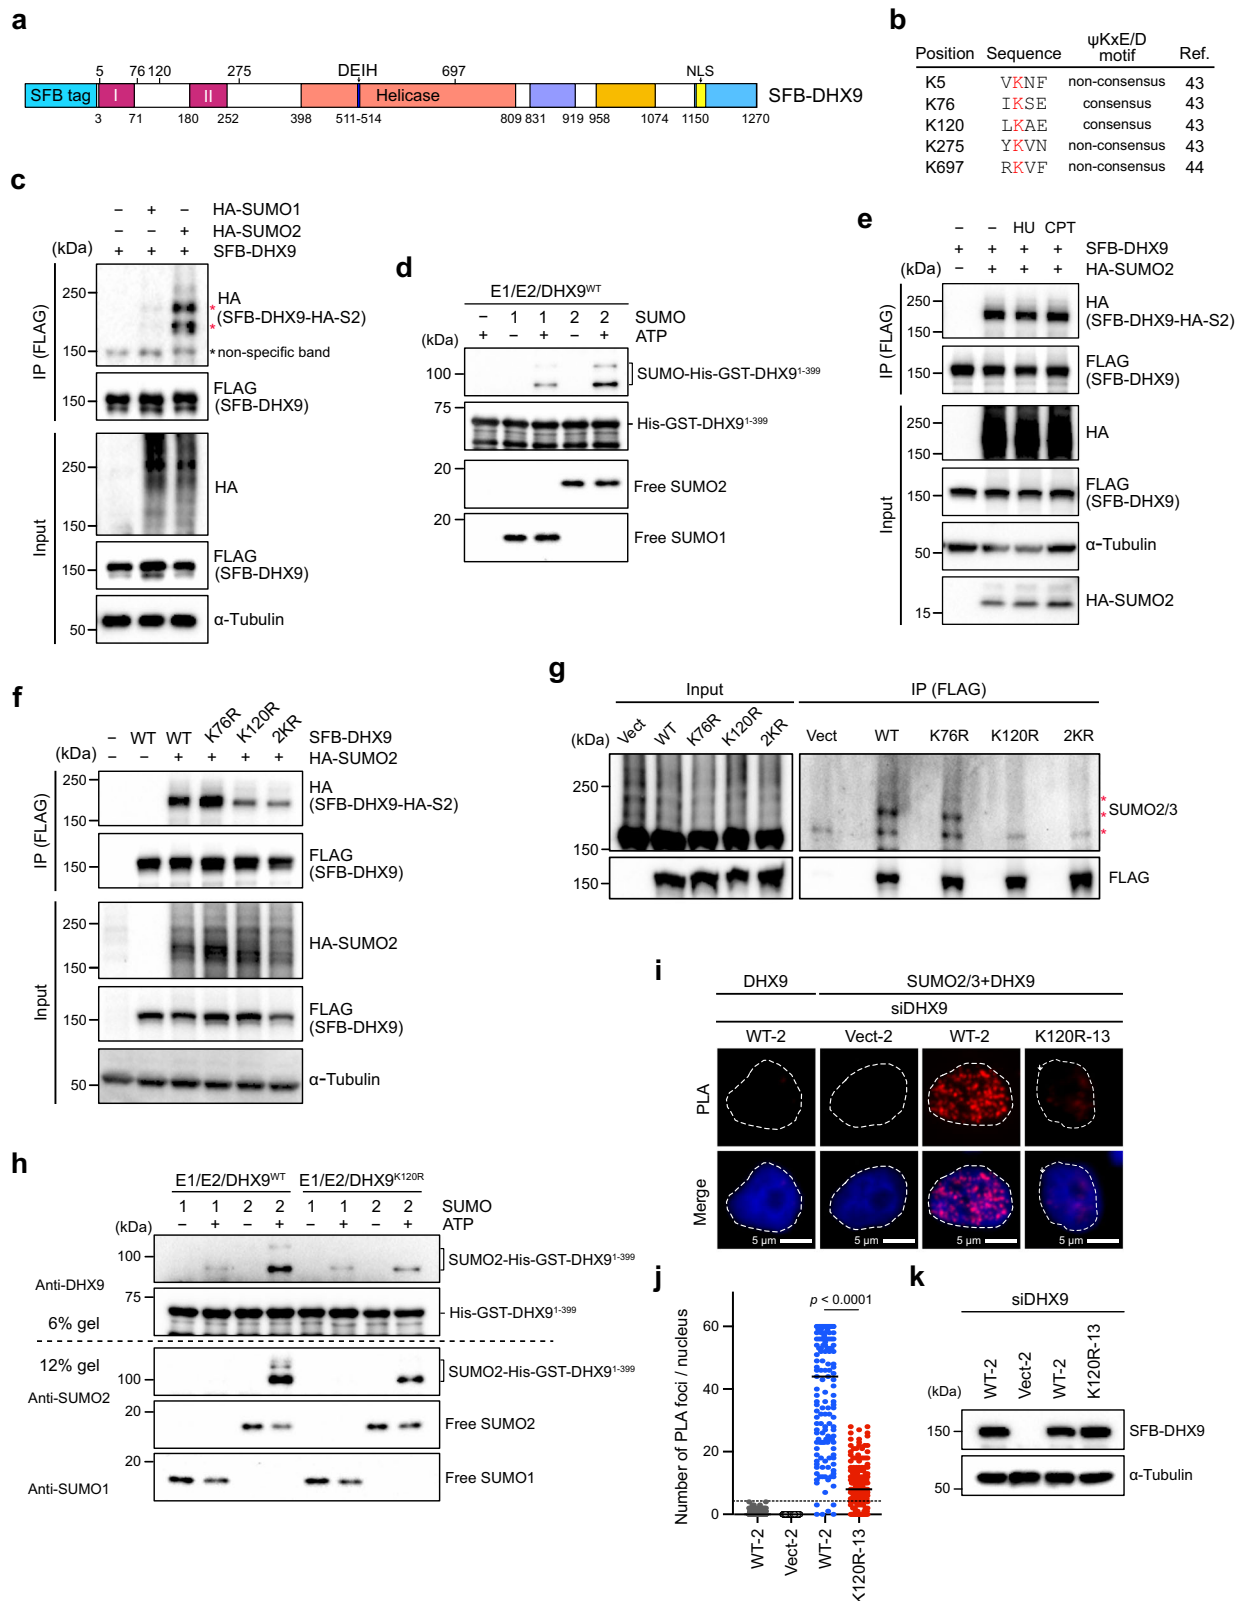 a
5 76 120 275 DEIH 697 NLS
SFB tag I II Helicase SFB-DHX9
3 71 180 252 398 511-514 809 831 919 958 1074 1150 1270
b
Position Sequence ψKxE/D motif Ref.
K5 VKNF non-consensus 43
K76 IKSE consensus 43
K120 LKAE consensus 43
K275 YKVN non-consensus 43
K697 RKVF non-consensus 44
c
– + – HA-SUMO1
– – + HA-SUMO2
(kDa) + + + SFB-DHX9
IP (FLAG)
250
150
HA
(SFB-DHX9-HA-S2)
*
*
* non-specific band
150
FLAG
(SFB-DHX9)
Input
250
150
HA
150
FLAG
(SFB-DHX9)
50
α-Tubulin
d
E1/E2/DHX9WT
– 1 1 2 2 SUMO
(kDa) + – + – + ATP
100
SUMO-His-GST-DHX91-399
75
His-GST-DHX91-399
20
Free SUMO2
20
Free SUMO1
e
– – HU CPT
+ + + + SFB-DHX9
(kDa) – + + + HA-SUMO2
IP (FLAG)
250
150
HA
(SFB-DHX9-HA-S2)
150
FLAG
(SFB-DHX9)
Input
250
150
HA
150
FLAG
(SFB-DHX9)
50
α-Tubulin
15
HA-SUMO2
f
– WT WT K76R K120R 2KR SFB-DHX9
(kDa) – – + + + + HA-SUMO2
IP (FLAG)
250
150
HA
(SFB-DHX9-HA-S2)
150
FLAG
(SFB-DHX9)
Input
250
150
HA-SUMO2
150
FLAG
(SFB-DHX9)
50
α-Tubulin
g
Input IP (FLAG)
(kDa) Vect WT K76R K120R 2KR Vect WT K76R K120R 2KR
250
150
*
* SUMO2/3
*
150
FLAG
h
E1/E2/DHX9WT E1/E2/DHX9K120R
1 1 2 2 1 1 2 2 SUMO
(kDa) – + – + – + – + ATP
100
SUMO2-His-GST-DHX91-399
Anti-DHX9
75
His-GST-DHX91-399
6% gel
12% gel
100
SUMO2-His-GST-DHX91-399
Anti-SUMO2
20
Free SUMO2
20
Anti-SUMO1
Free SUMO1
i
DHX9 SUMO2/3+DHX9
siDHX9
WT-2 Vect-2 WT-2 K120R-13
PLA
Merge
5 µm 5 µm 5 µm 5 µm
j
p < 0.0001
Number of PLA foci / nucleus
60
40
20
0
WT-2 Vect-2 WT-2 K120R-13
k
siDHX9
(kDa) WT-2 Vect-2 WT-2 K120R-13
150
SFB-DHX9
50
α-Tubulin